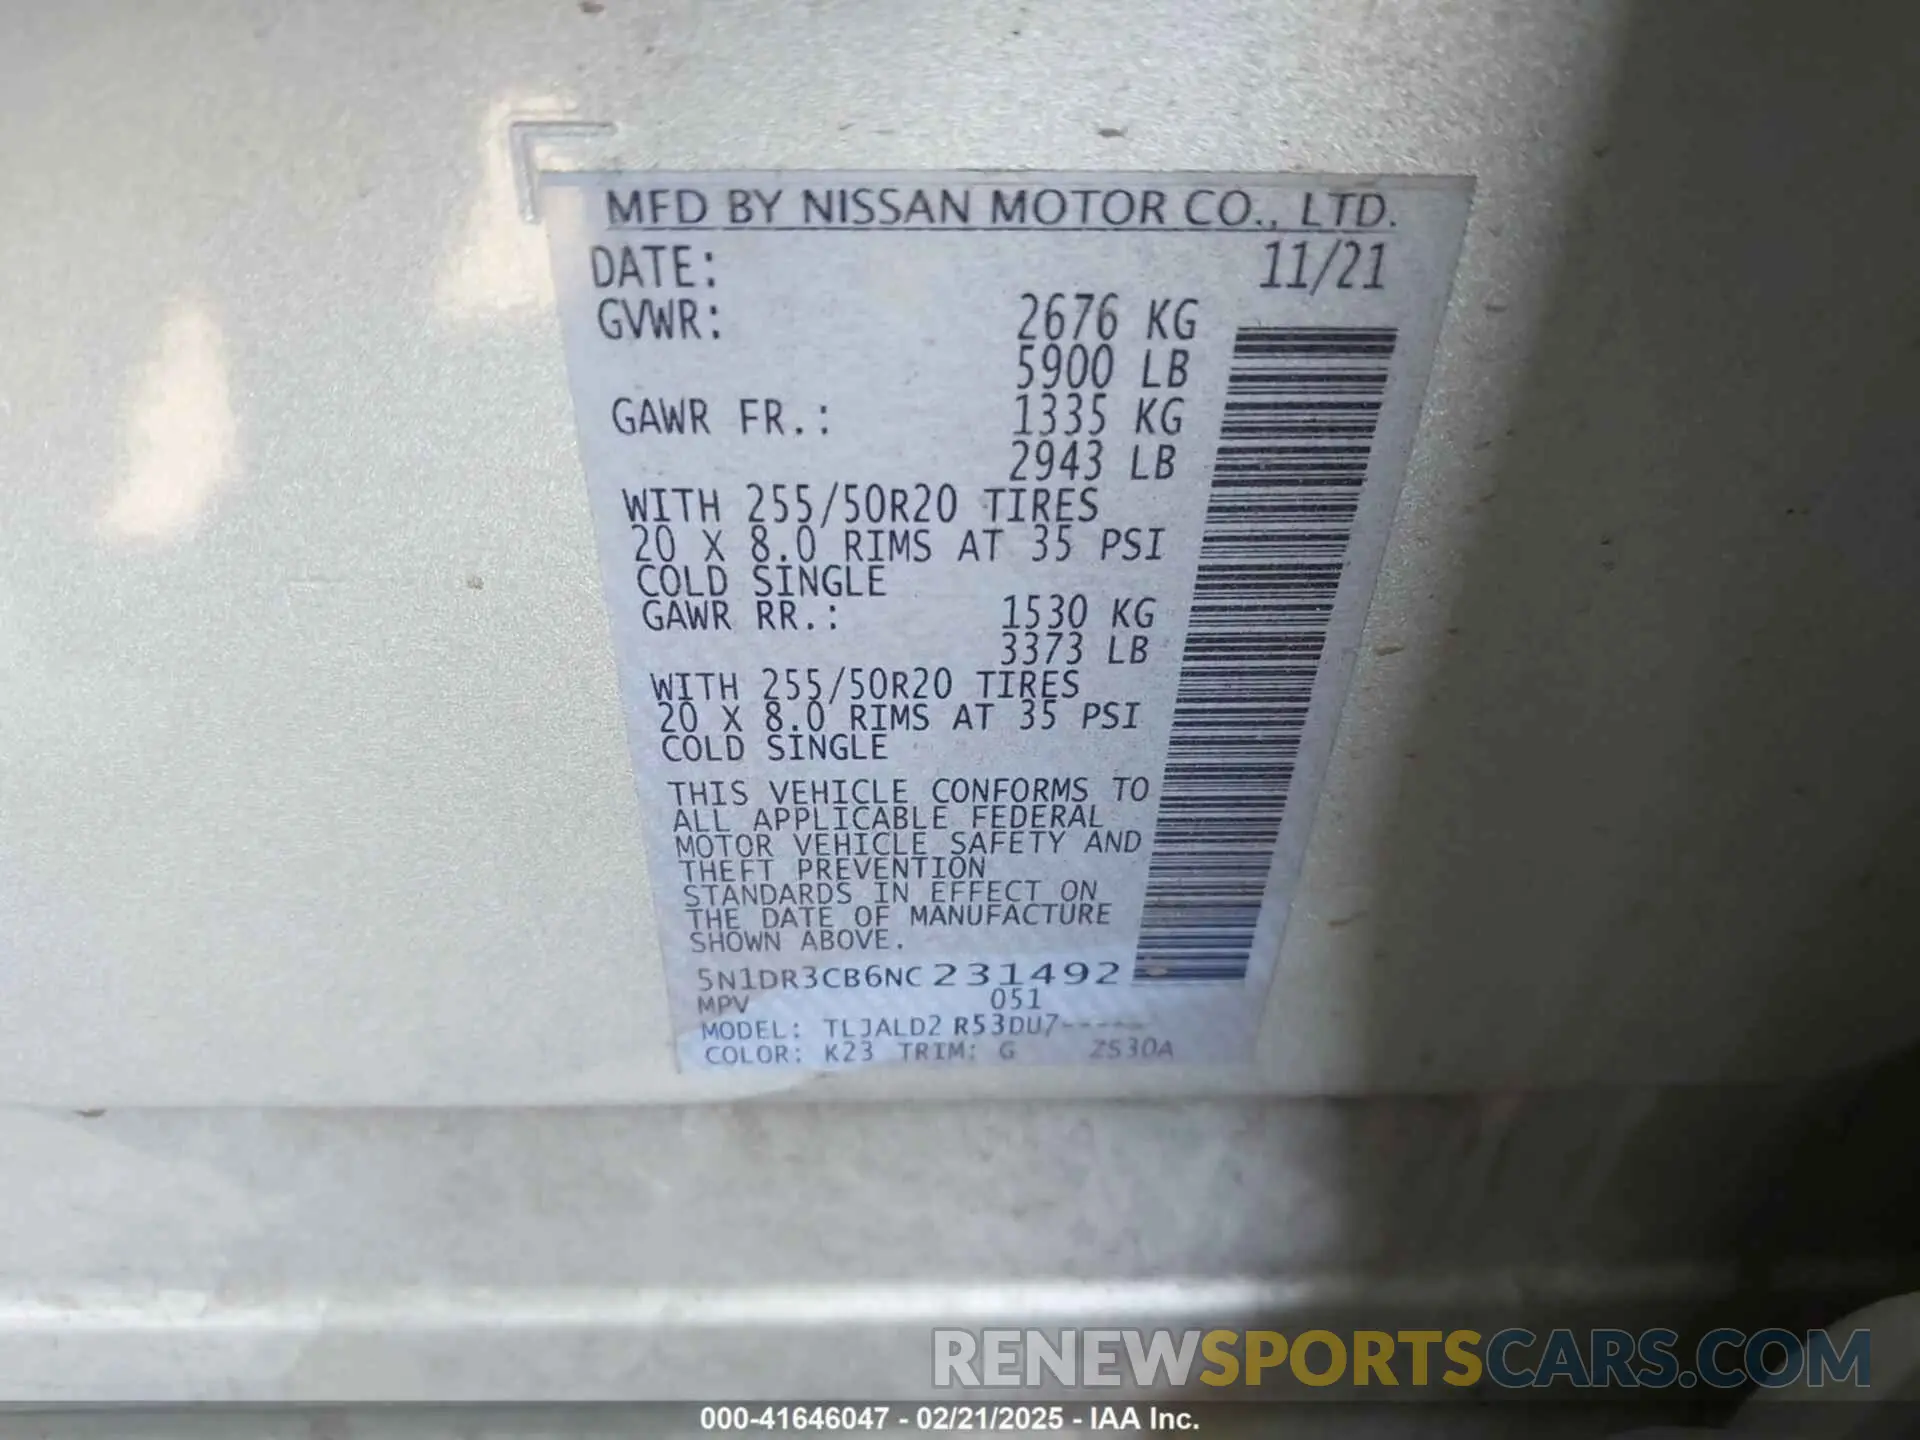 MFD BY NISSAN MOTOR CO., LTD.
DATE: 11/21
GVWR: 2676 KG
5900 LB
GAWR FR.: 1335 KG
2943 LB
WITH 255/50R20 TIRES
20 X 8.0 RIMS AT 35 PSI
COLD SINGLE
GAWR RR.: 1530 KG
3373 LB
WITH 255/50R20 TIRES
20 X 8.0 RIMS AT 35 PSI
COLD SINGLE
THIS VEHICLE CONFORMS TO
ALL APPLICABLE FEDERAL
MOTOR VEHICLE SAFETY AND
THEFT PREVENTION
STANDARDS IN EFFECT ON
THE DATE OF MANUFACTURE
SHOWN ABOVE.
5N1DR3CB6NC231492
MPV 051
MODEL: TLJALD2 R53DU7-----
COLOR: K23 TRIM: G ZS30A
RENEWSPORTSCARS.COM
000-41646047 - 02/21/2025 - IAA Inc.